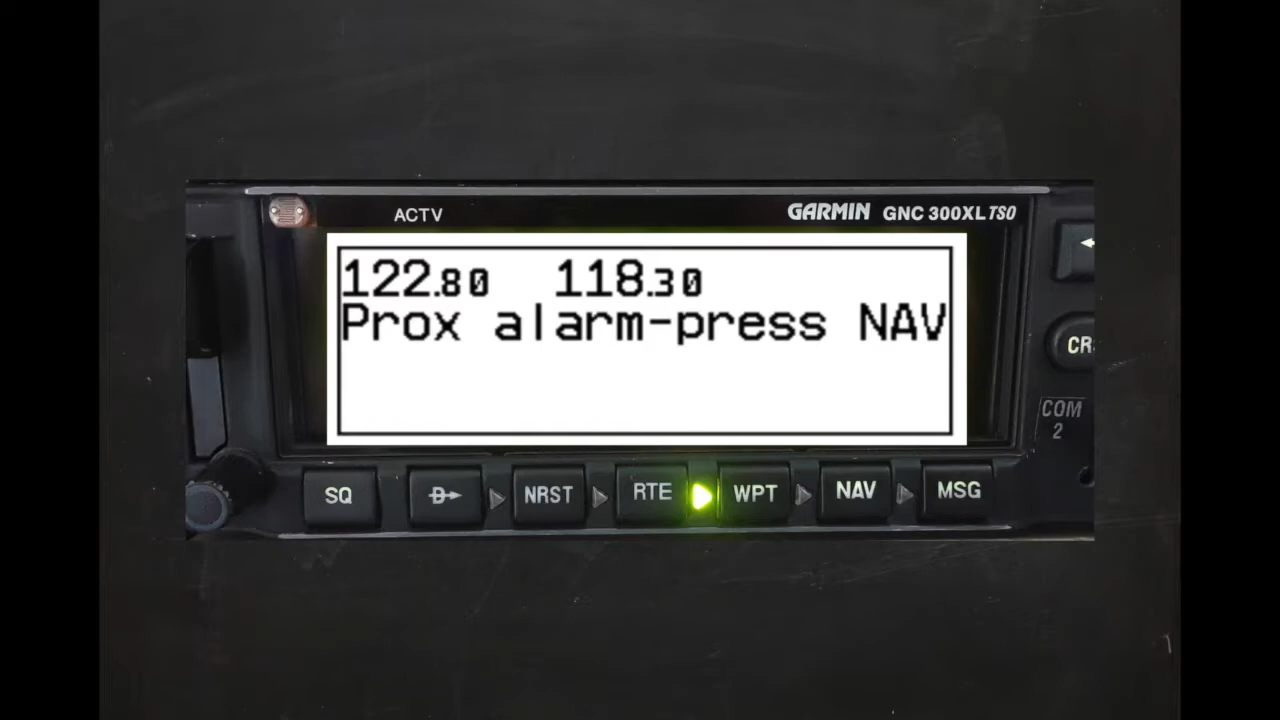 ACTV
GARMIN GNC 300XL TSO
122.80 118.30
Prox alarm-press NAV
COM
2
SQ NRST RTE WPT NAV MSG